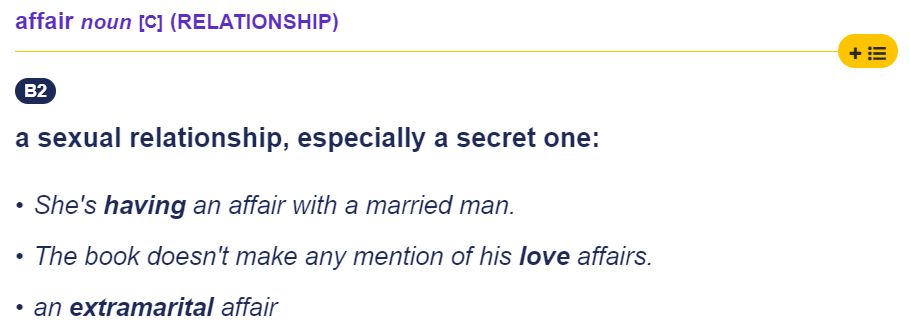 affair noun [C] (RELATIONSHIP)
+
B2
a sexual relationship, especially a secret one:
• She's having an affair with a married man.
• The book doesn't make any mention of his love affairs.
• an extramarital affair